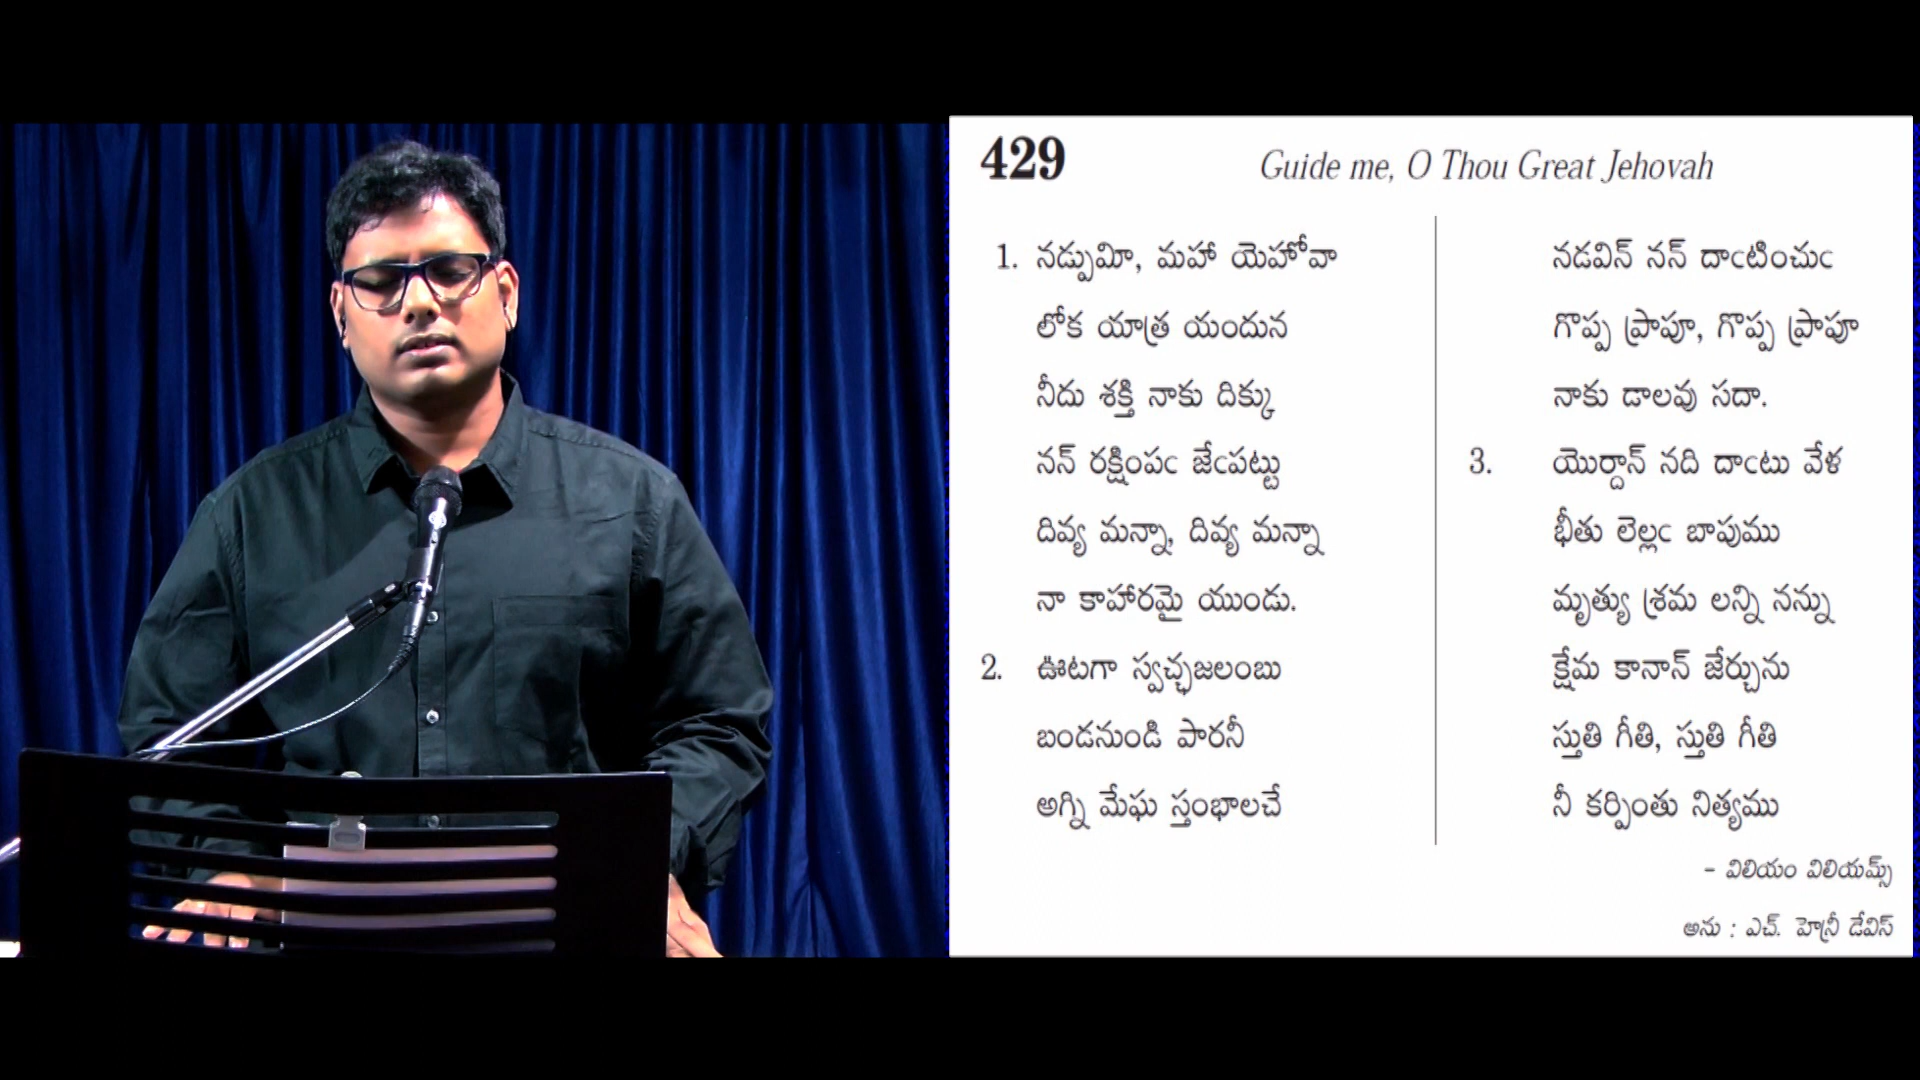 429
Guide me, O Thou Great Jehovah
1. నడ్పుమీ, మహా యెహోవా
లోక యాత్ర యందున
నీదు శక్తి నాకు దిక్కు
నన్ రక్షింపఁ జేఁపట్టు
దివ్య మన్నా, దివ్య మన్నా
నా కాహారమై యుండు.
2. ఊటగా స్వచ్ఛజలంబు
బండనుండి పారనీ
అగ్ని మేఘ స్తంభాలచే
నడవిన్ నన్ దాఁటించుఁ
గొప్ప ప్రాపూ, గొప్ప ప్రాపూ
నాకు డాలవు సదా.
3. యొర్దాన్ నది దాఁటు వేళ
భీతు లెల్లఁ బాపుము
మృత్యు శ్రమ లన్ని నన్ను
క్షేమ కానాన్ జేర్చును
స్తుతి గీతి, స్తుతి గీతి
నీ కర్పింతు నిత్యము
- విలియం విలియమ్స్
అను : ఎచ్. హెన్రీ డేవిస్